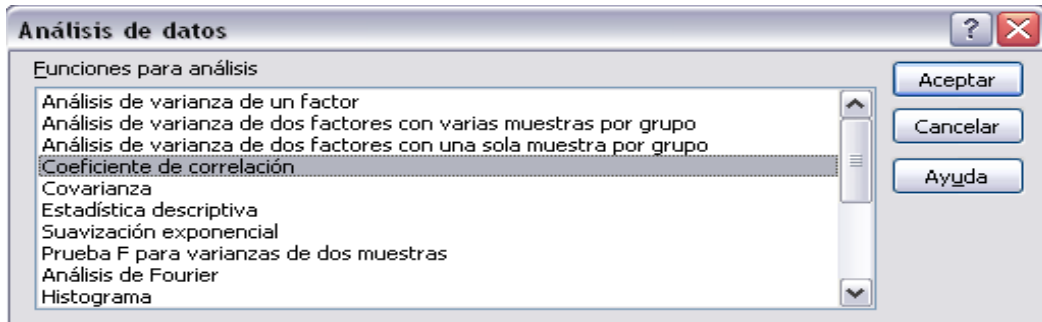 Análisis de datos
Funciones para análisis
Análisis de varianza de un factor
Análisis de varianza de dos factores con varias muestras por grupo
Análisis de varianza de dos factores con una sola muestra por grupo
Coeficiente de correlación
Covarianza
Estadística descriptiva
Suavización exponencial
Prueba F para varianzas de dos muestras
Análisis de Fourier
Histograma
Aceptar
Cancelar
Ayuda